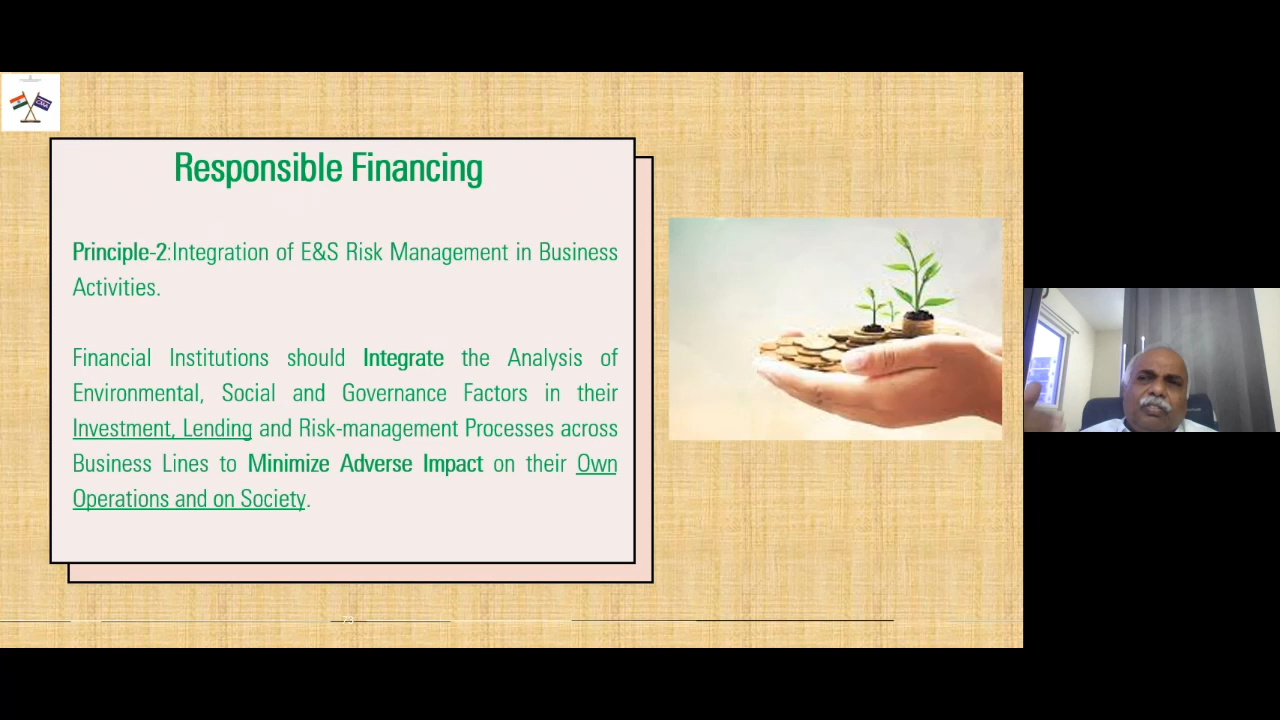 Responsible Financing
Principle-2:Integration of E&S Risk Management in Business
Activities.
Financial Institutions should Integrate the Analysis of
Environmental, Social and Governance Factors in their
Investment, Lending and Risk-management Processes across
Business Lines to Minimize Adverse Impact on their Own
Operations and on Society.